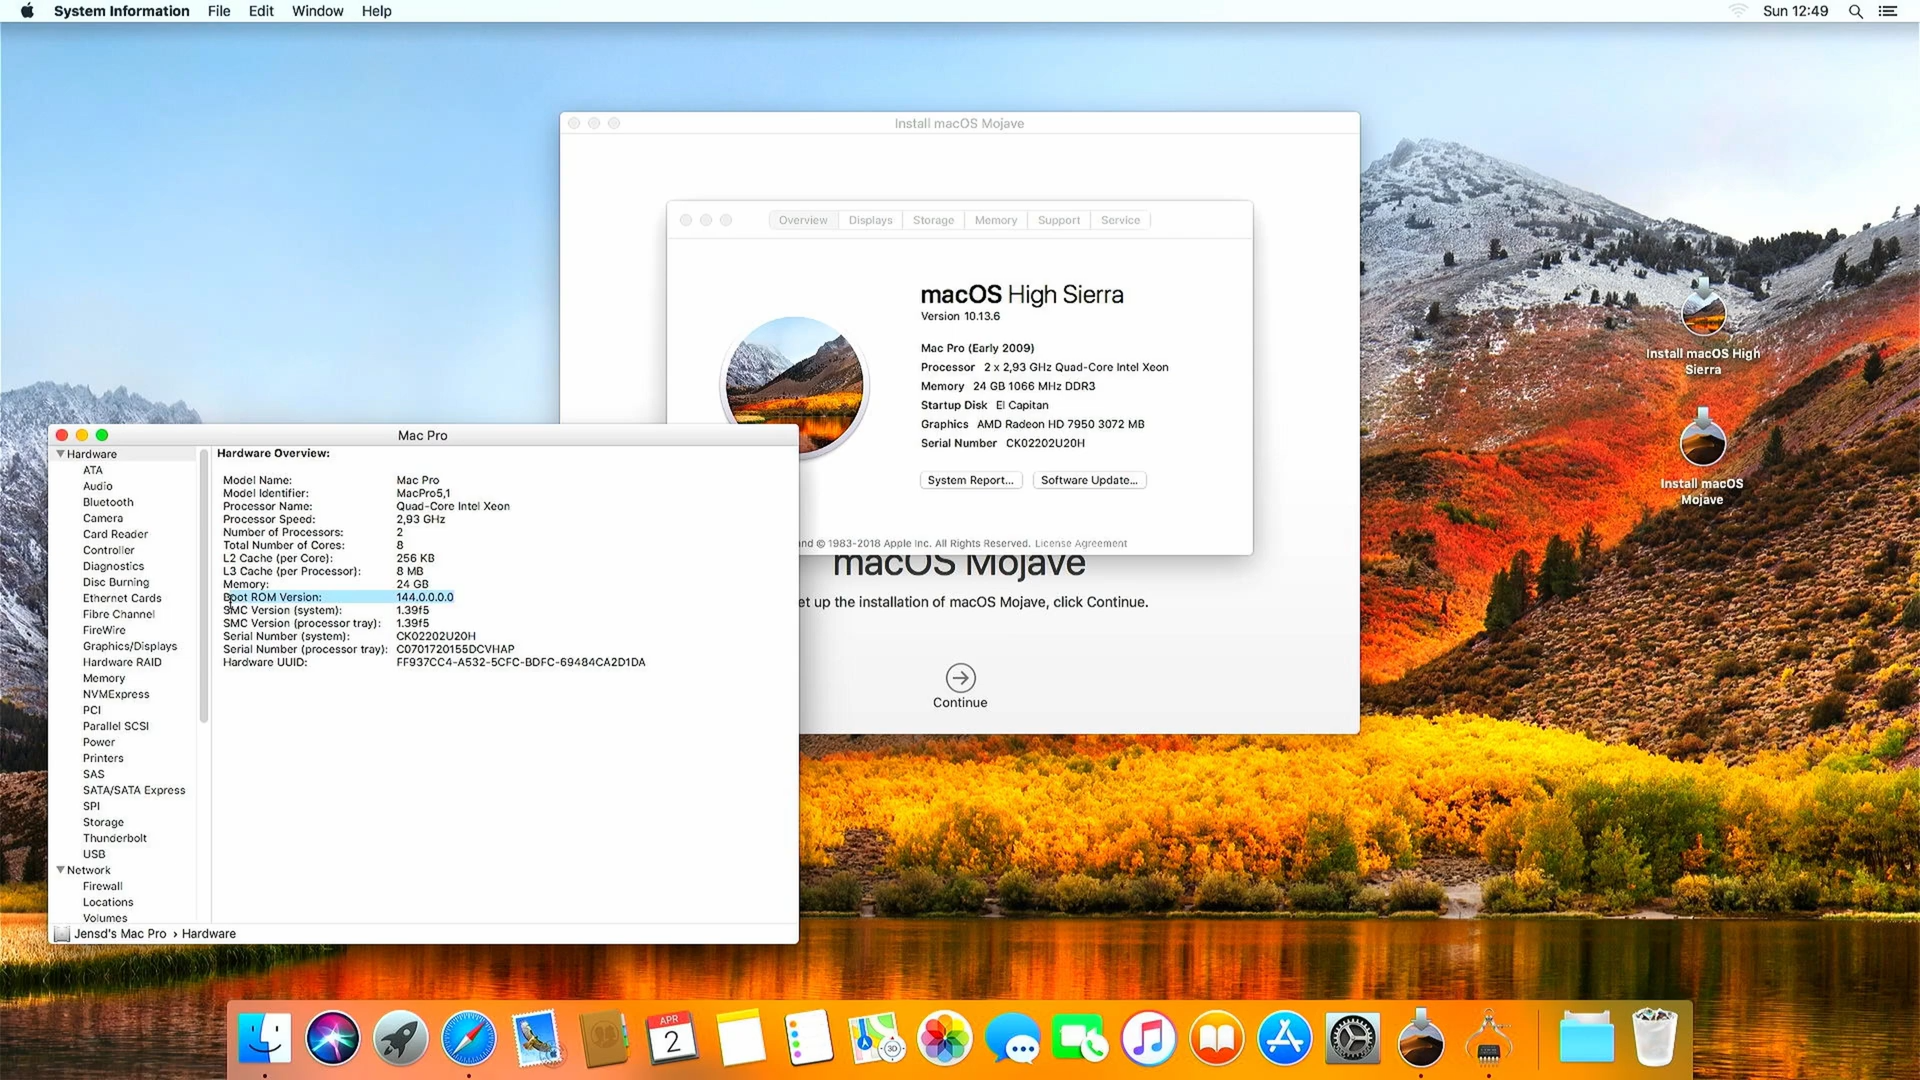 System Information File Edit Window Help
Sun 12:49
Install macOS Mojave
Overview Displays Storage Memory Support Service
macOS High Sierra
Version 10.13.6
Mac Pro (Early 2009)
Processor 2 x 2,93 GHz Quad-Core Intel Xeon
Memory 24 GB 1066 MHz DDR3
Startup Disk El Capitan
Graphics AMD Radeon HD 7950 3072 MB
Serial Number CK02202U20H
System Report... Software Update...
and © 1983-2018 Apple Inc. All Rights Reserved. License Agreement
macOS Mojave
et up the installation of macOS Mojave, click Continue.
Continue
Install macOS High
Sierra
Install macOS
Mojave
Mac Pro
Hardware
ATA
Audio
Bluetooth
Camera
Card Reader
Controller
Diagnostics
Disc Burning
Ethernet Cards
Fibre Channel
FireWire
Graphics/Displays
Hardware RAID
Memory
NVMExpress
PCI
Parallel SCSI
Power
Printers
SAS
SATA/SATA Express
SPI
Storage
Thunderbolt
USB
Network
Firewall
Locations
Volumes
Hardware Overview:
Model Name: Mac Pro
Model Identifier: MacPro5,1
Processor Name: Quad-Core Intel Xeon
Processor Speed: 2,93 GHz
Number of Processors: 2
Total Number of Cores: 8
L2 Cache (per Core): 256 KB
L3 Cache (per Processor): 8 MB
Memory: 24 GB
Boot ROM Version: 144.0.0.0.0
SMC Version (system): 1.39f5
SMC Version (processor tray): 1.39f5
Serial Number (system): CK02202U20H
Serial Number (processor tray): C0701720155DCVHAP
Hardware UUID: FF937CC4-A532-5CFC-BDFC-69484CA2D1DA
Jensd's Mac Pro › Hardware
APR
2
3D